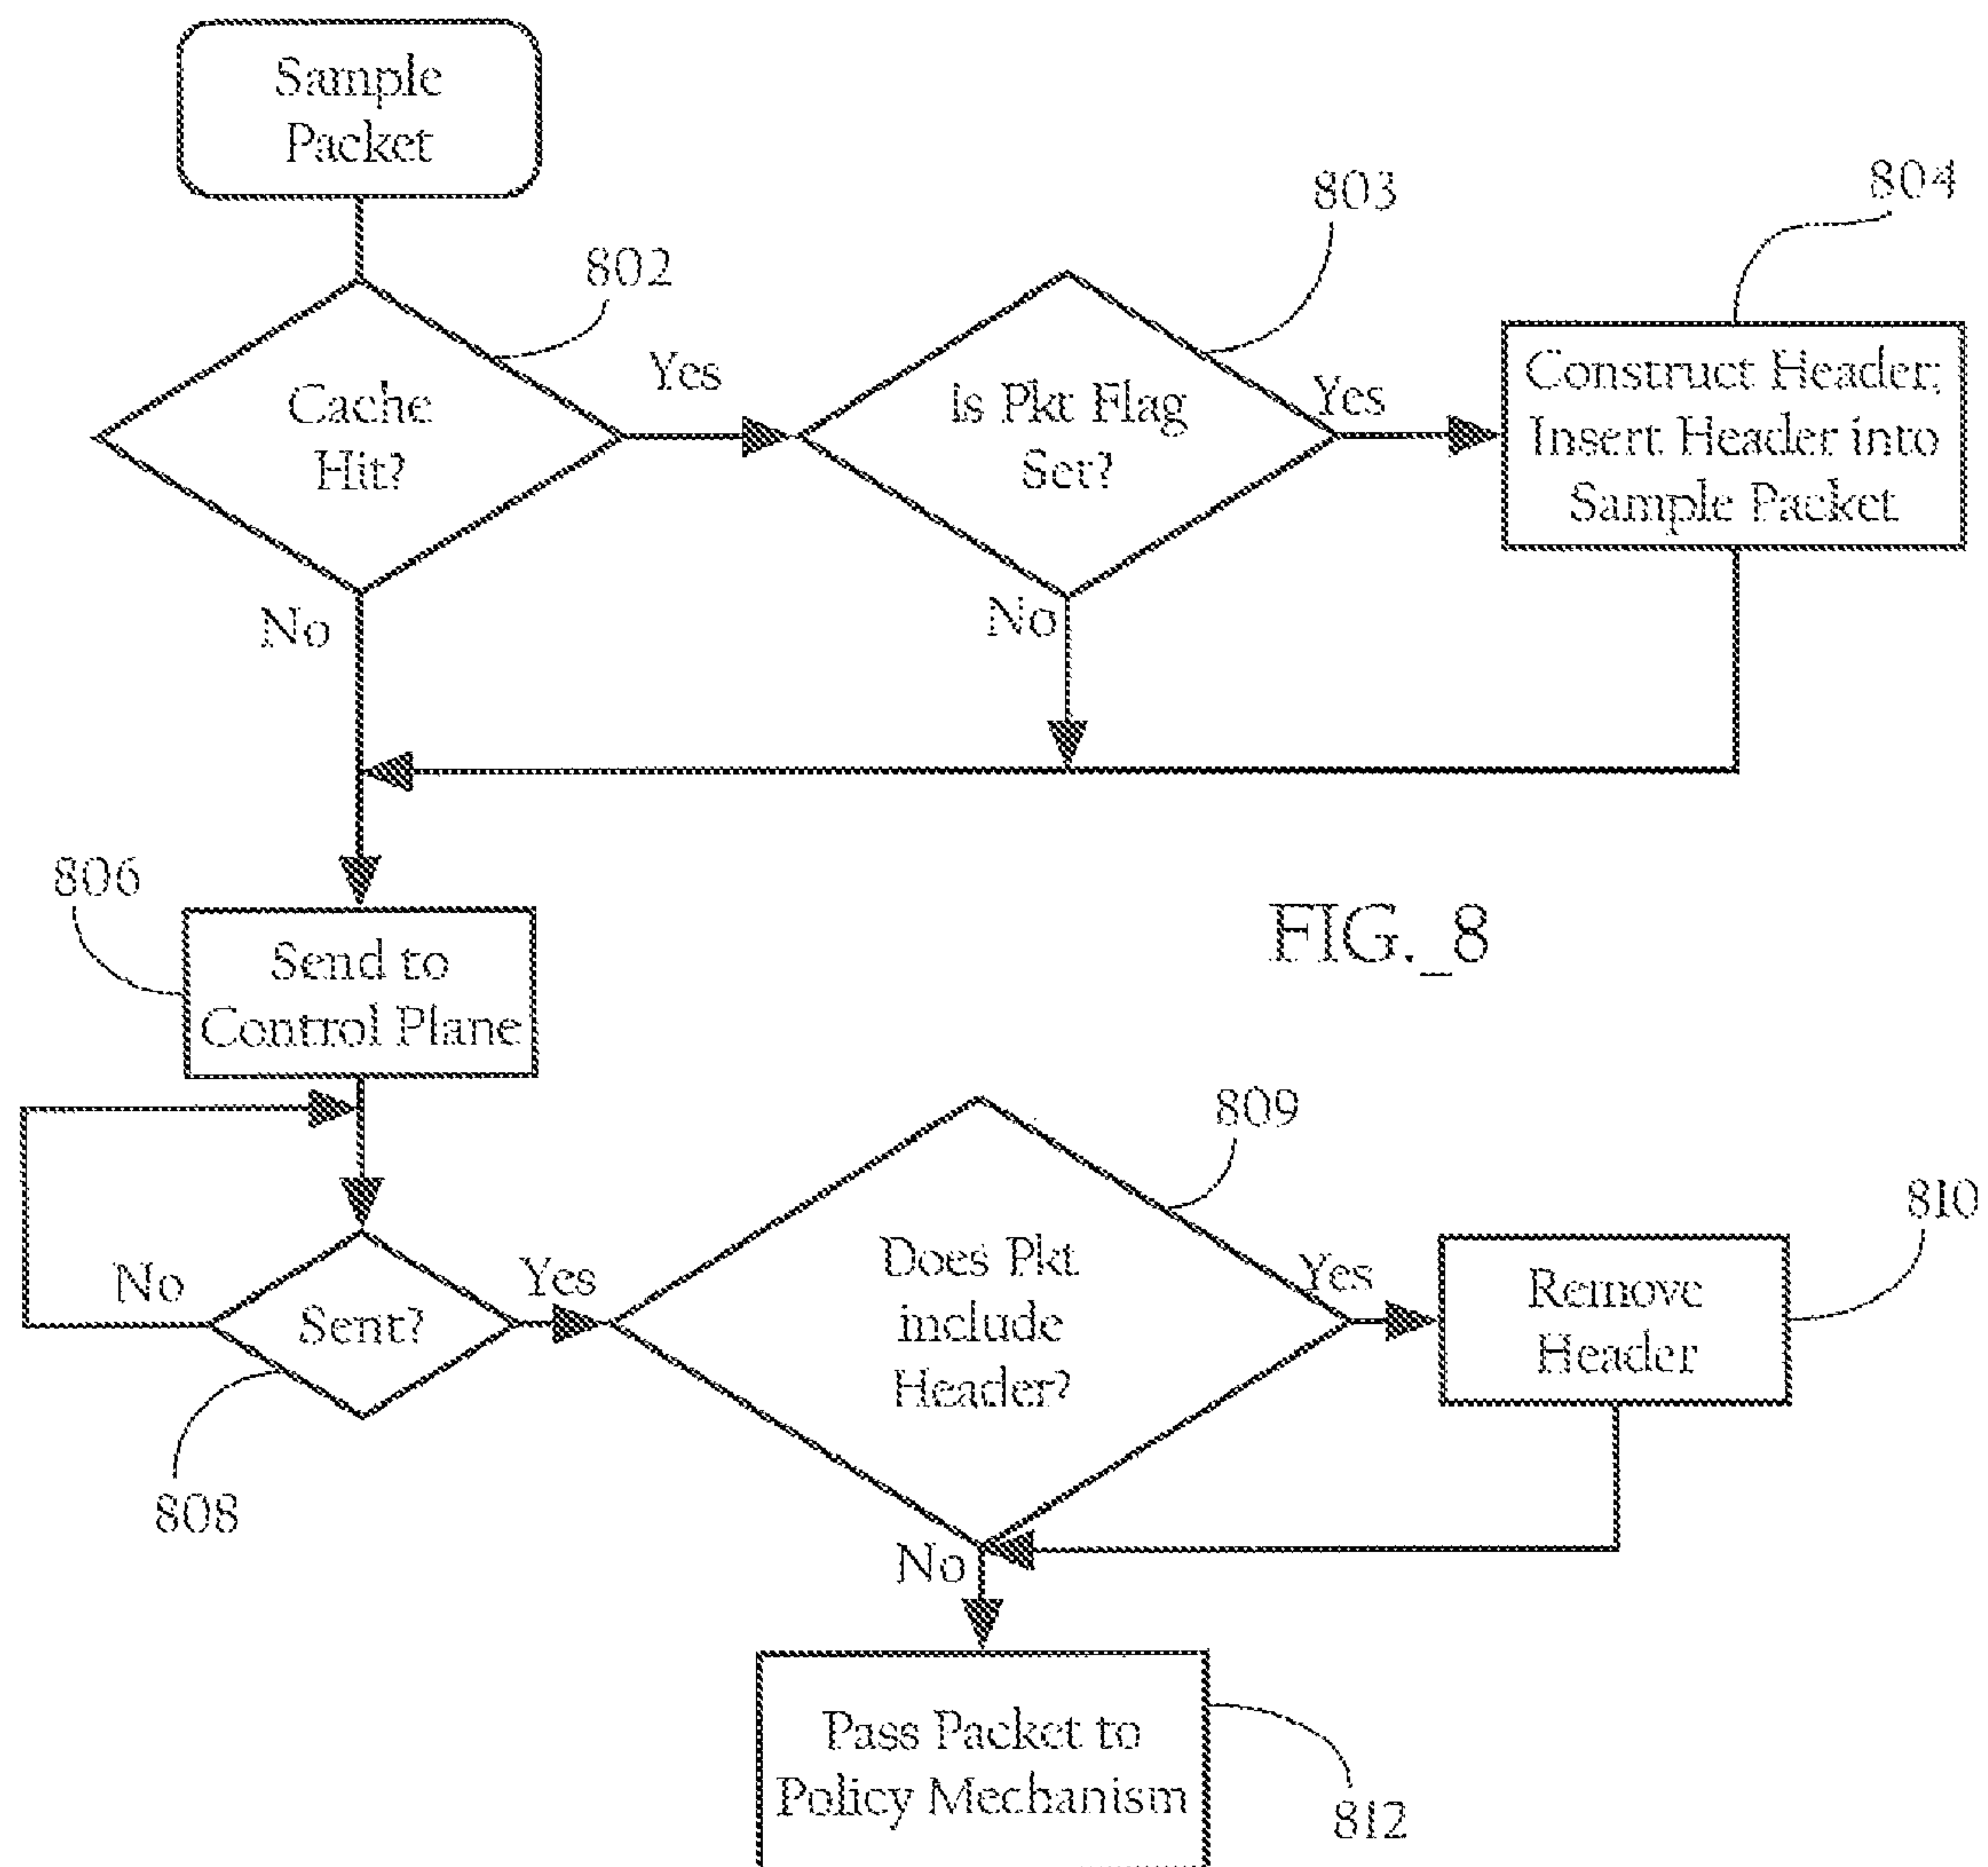 Sample
Packet
802
803
804
Cache
Hit?
Yes
Is Pkt Flag
Set?
Yes
Construct Header;
Insert Header into
Sample Packet
No
No
806
Send to
Control Plane
FIG._8
809
810
No
Sent?
Yes
Does Pkt
include
Header?
Yes
Remove
Header
808
No
Pass Packet to
Policy Mechanism
812